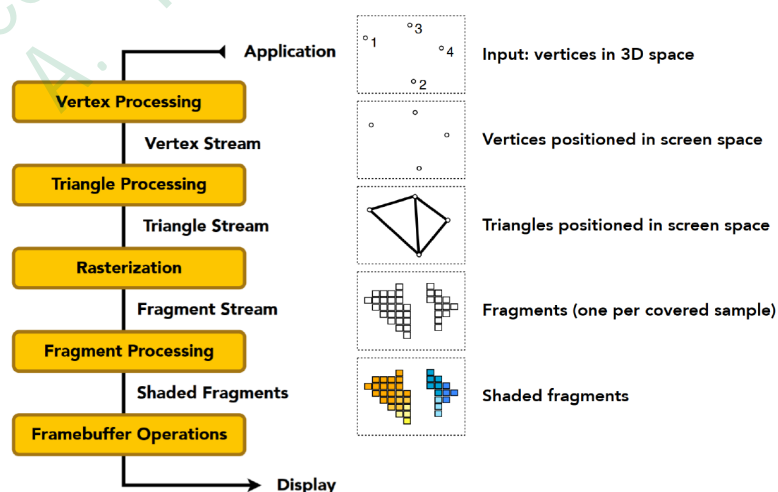 Application
Vertex Processing
Vertex Stream
Triangle Processing
Triangle Stream
Rasterization
Fragment Stream
Fragment Processing
Shaded Fragments
Framebuffer Operations
Display
3
1
4
2
Input: vertices in 3D space
Vertices positioned in screen space
Triangles positioned in screen space
Fragments (one per covered sample)
Shaded fragments